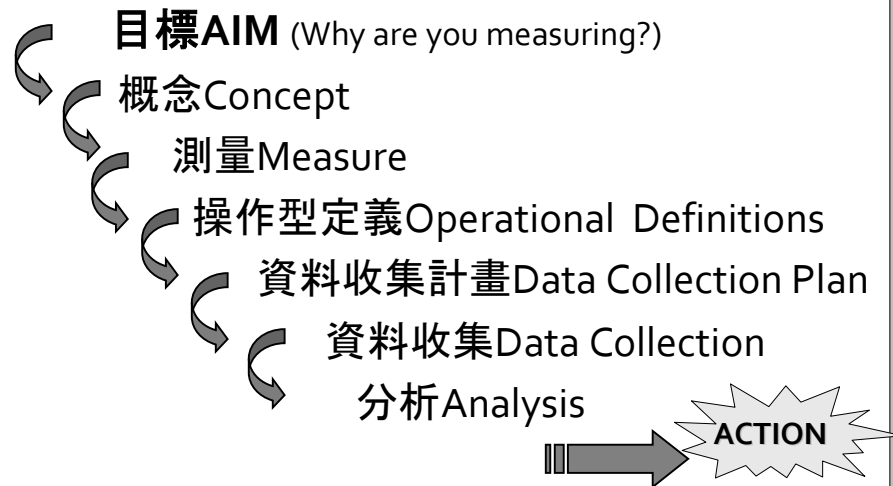 目標AIM (Why are you measuring?)
概念Concept
測量Measure
操作型定義Operational Definitions
資料收集計畫Data Collection Plan
資料收集Data Collection
分析Analysis
ACTION